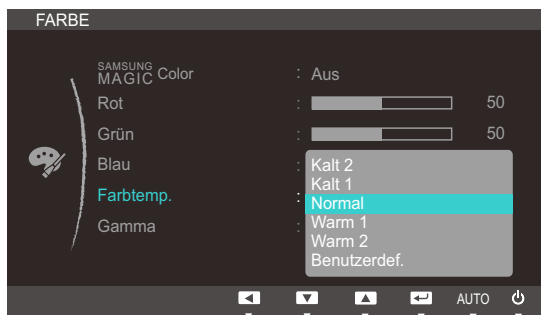 FARBE
SAMSUNG
MAGIC Color : Aus
Rot : 50
Grün : 50
Blau : Kalt 2
Kalt 1
Farbtemp. : Normal
Gamma : Warm 1
Warm 2
Benutzerdef.
AUTO